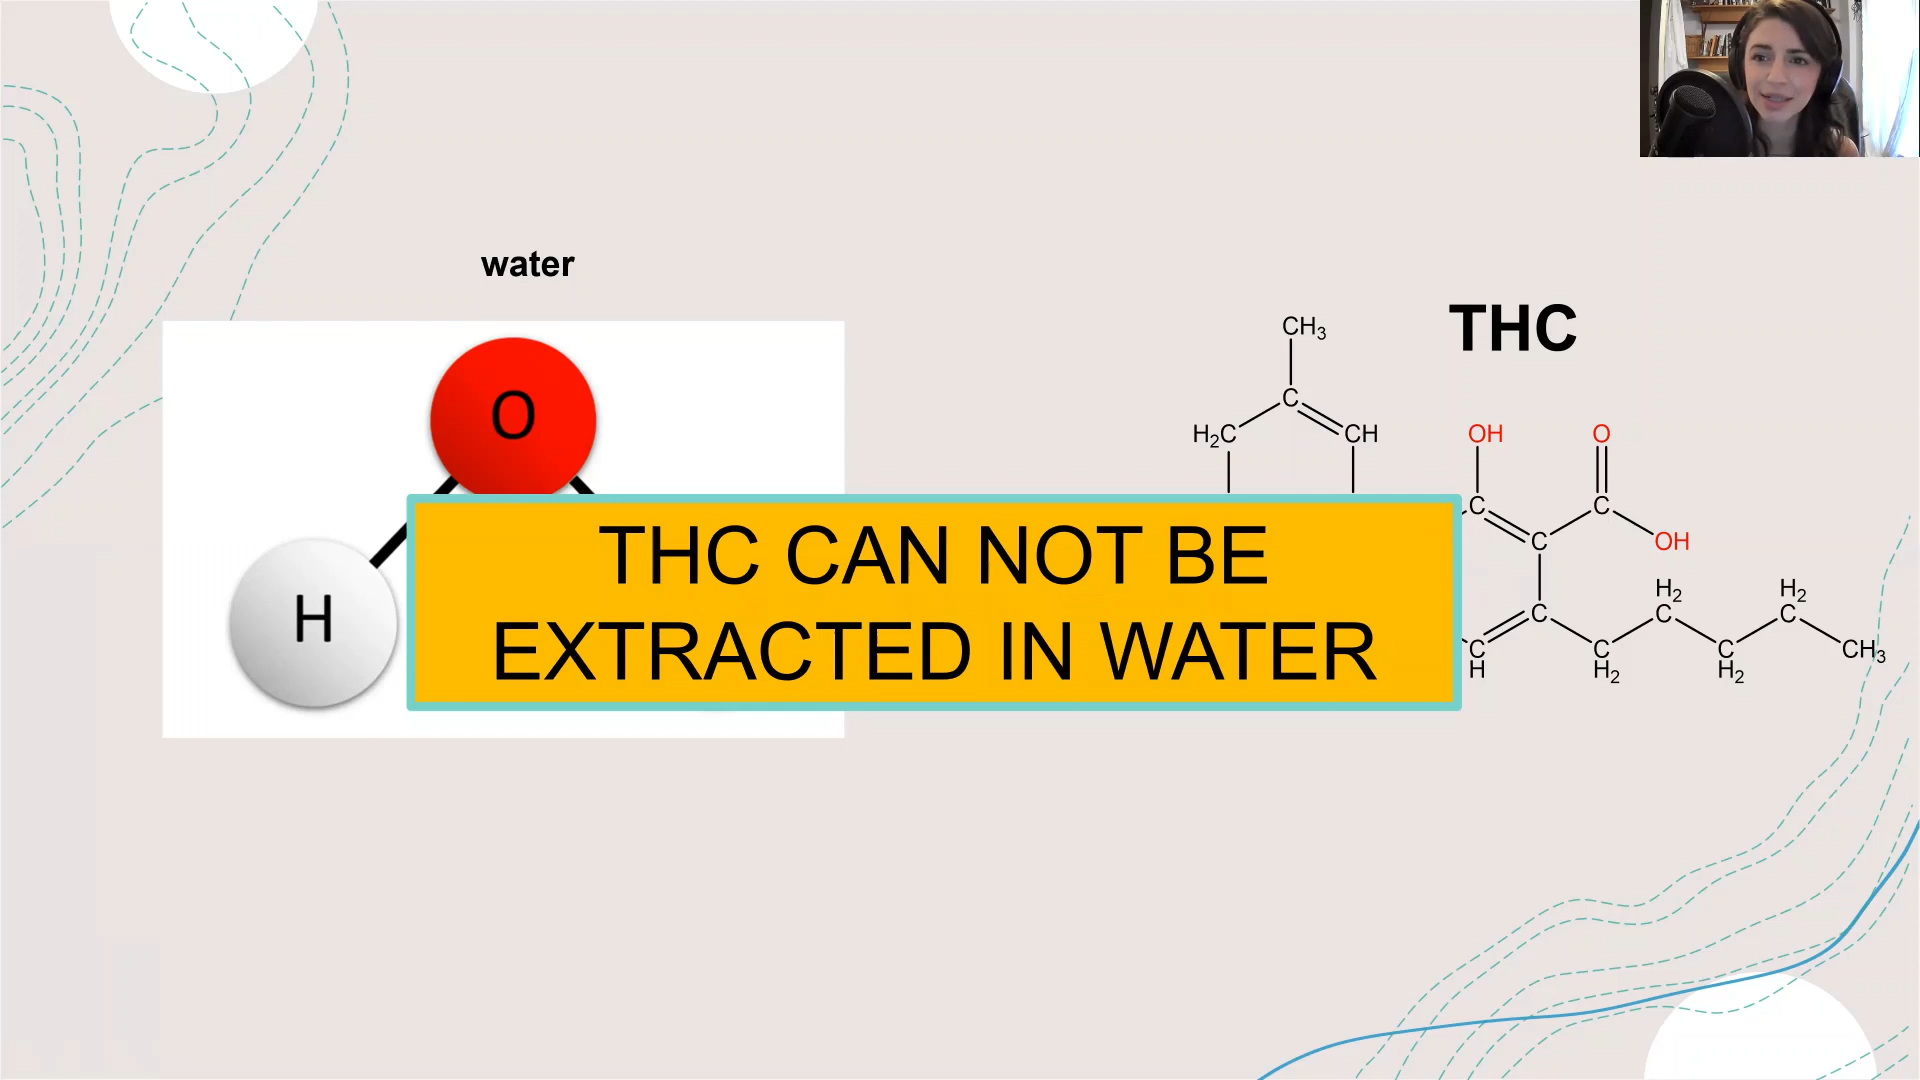 water
THC
CH₃
C
H₂C
CH
OH
O
C
C
C
OH
O
H
THC CAN NOT BE
EXTRACTED IN WATER
H₂
H₂
C
C
C
C
H
C
H₂
C
H₂
CH₃